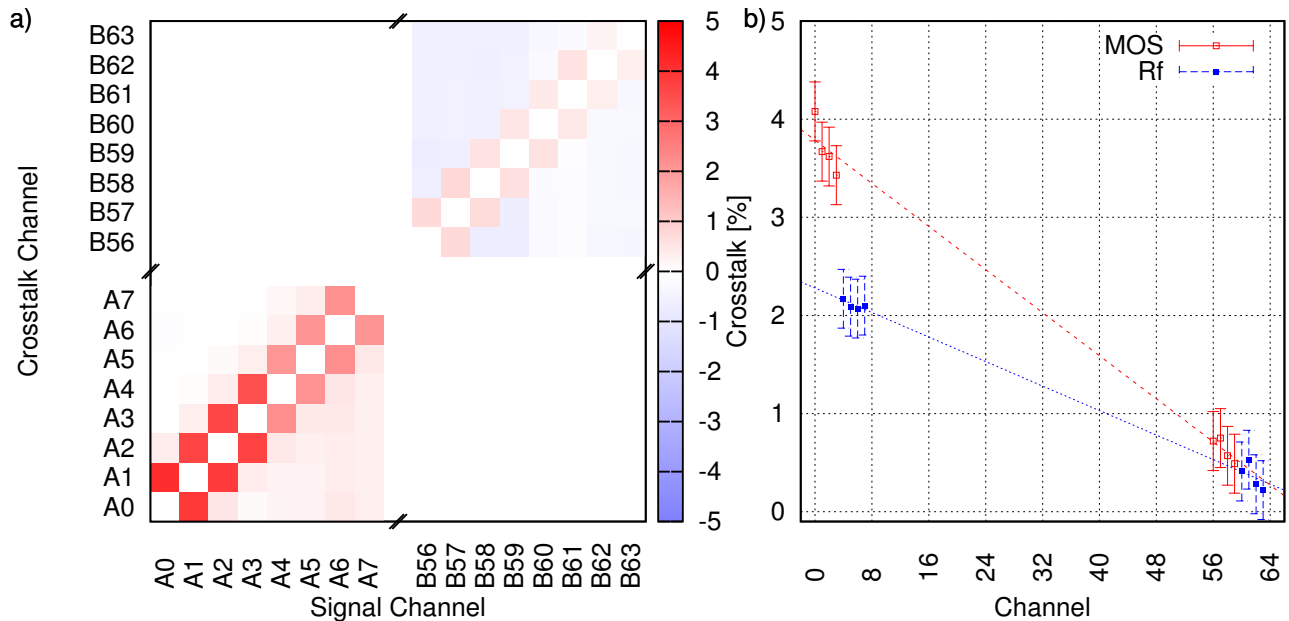 a)
Crosstalk Channel
B63
B62
B61
B60
B59
B58
B57
B56
A7
A6
A5
A4
A3
A2
A1
A0
A0
A1
A2
A3
A4
A5
A6
A7
B56
B57
B58
B59
B60
B61
B62
B63
Signal Channel
5
4
3
2
1
0
-1
-2
-3
-4
-5
b)
Crosstalk [%]
5
4
3
2
1
0
MOS
Rf
0
8
16
24
32
40
48
56
64
Channel